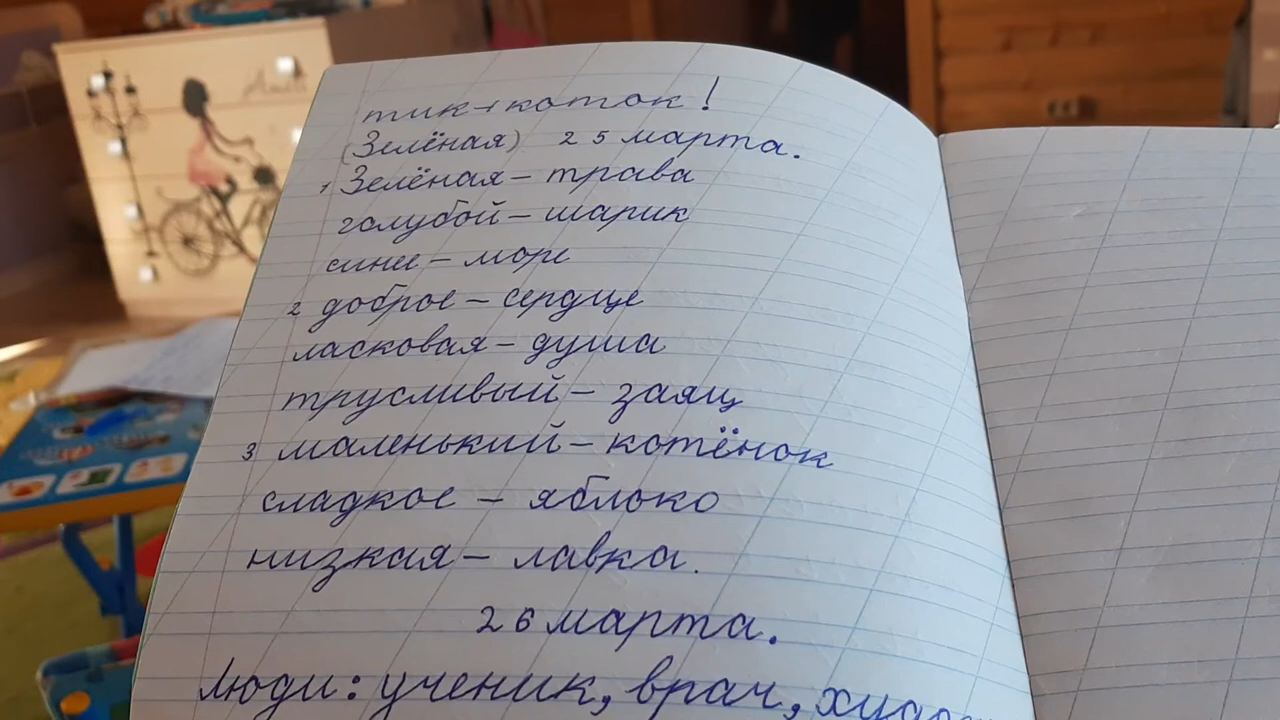 тик-коток!
(Зелёная) 25 марта.
1 Зелёная – трава
голубой – шарик
синее – море
2 доброе – сердце
ласковая – душа
трусливый – заяц
3 маленький – котёнок
сладкое – яблоко
низкая – лавка.
26 марта.
Люди: ученик, врач,